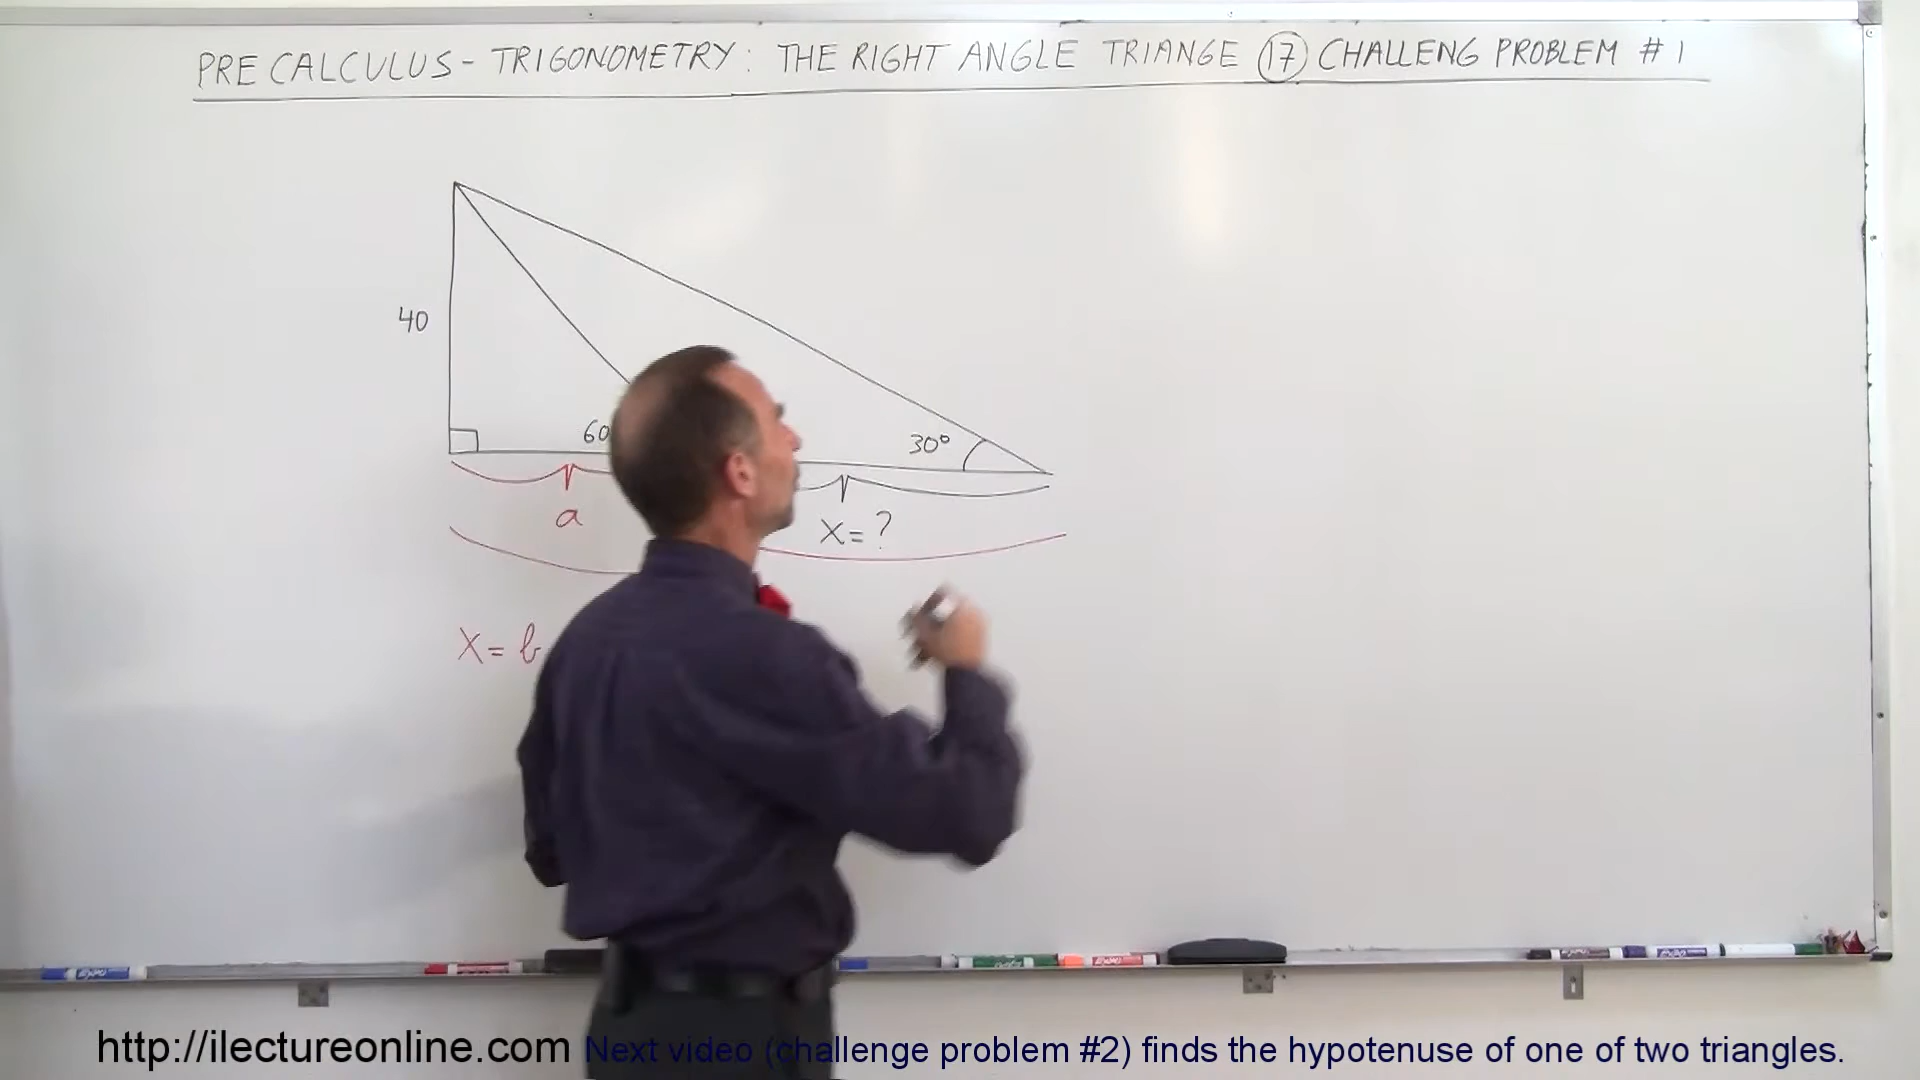 PRE CALCULUS - TRIGONOMETRY: THE RIGHT ANGLE TRIANGE 17 CHALLENG PROBLEM # 1
40
60
30°
a
X = ?
X = b
http://ilectureonline.com Next video (challenge problem #2) finds the hypotenuse of one of two triangles.